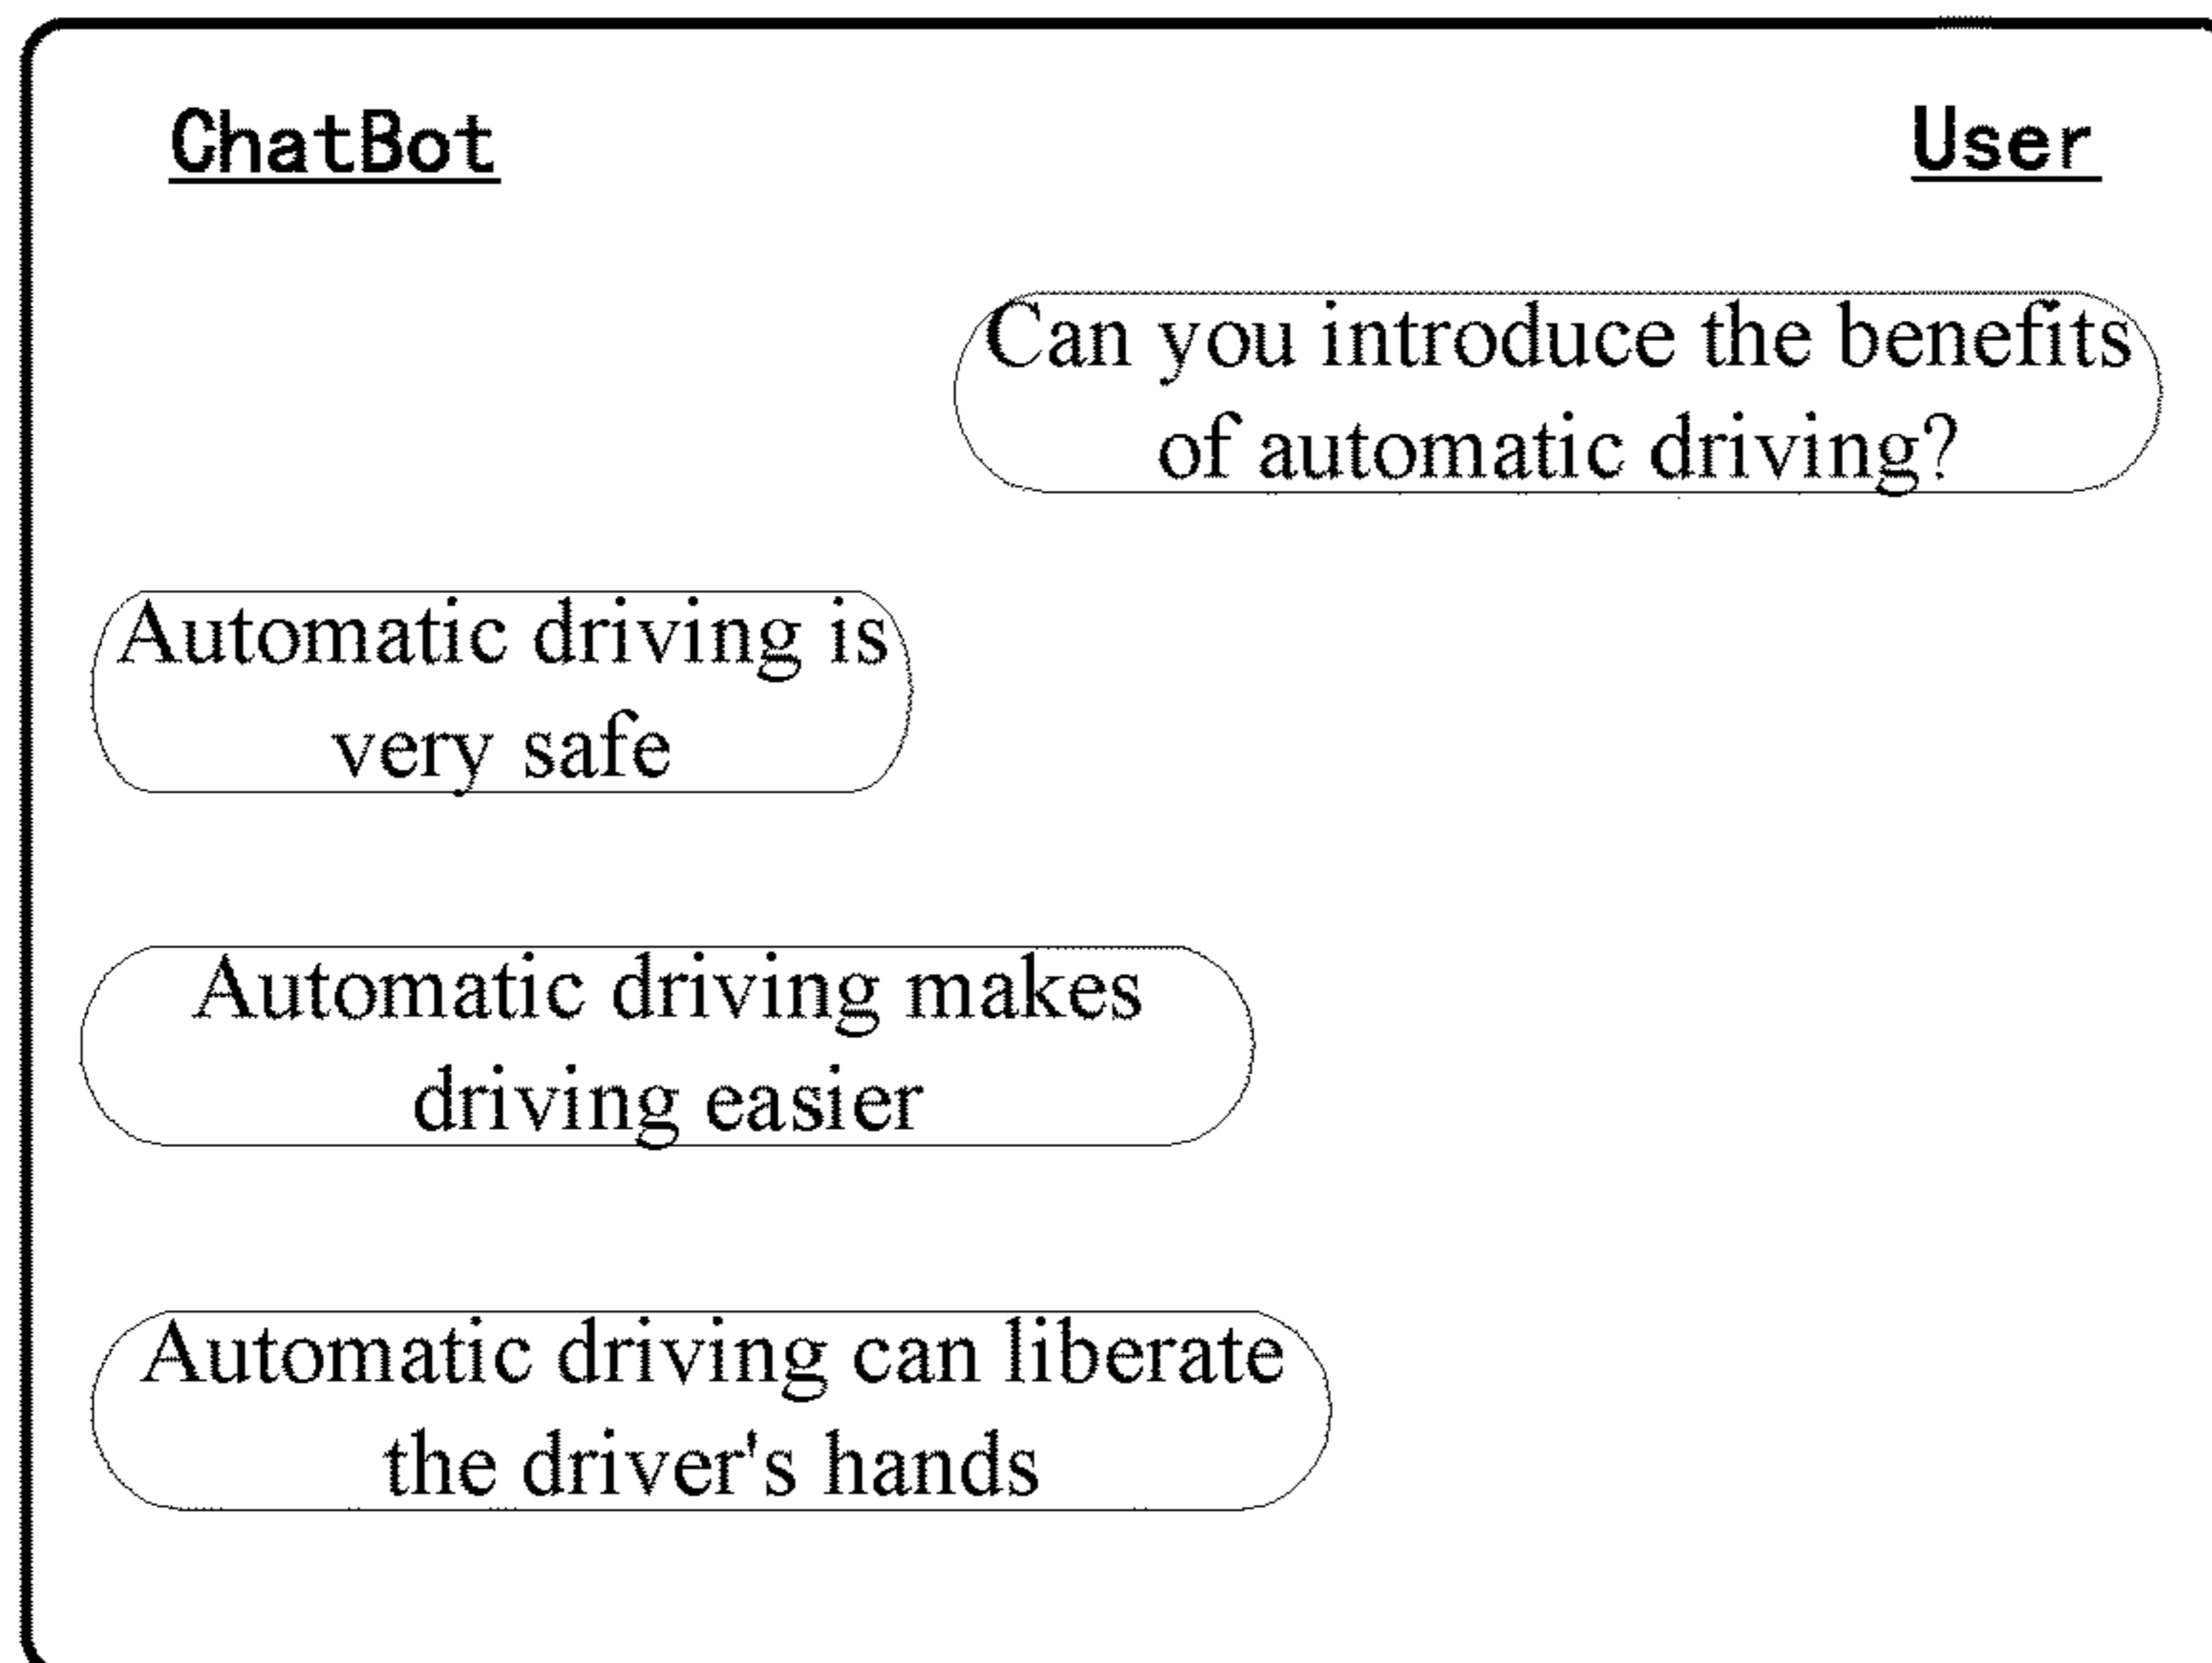 ChatBot
User
Can you introduce the benefits
of automatic driving?
Automatic driving is
very safe
Automatic driving makes
driving easier
Automatic driving can liberate
the driver's hands